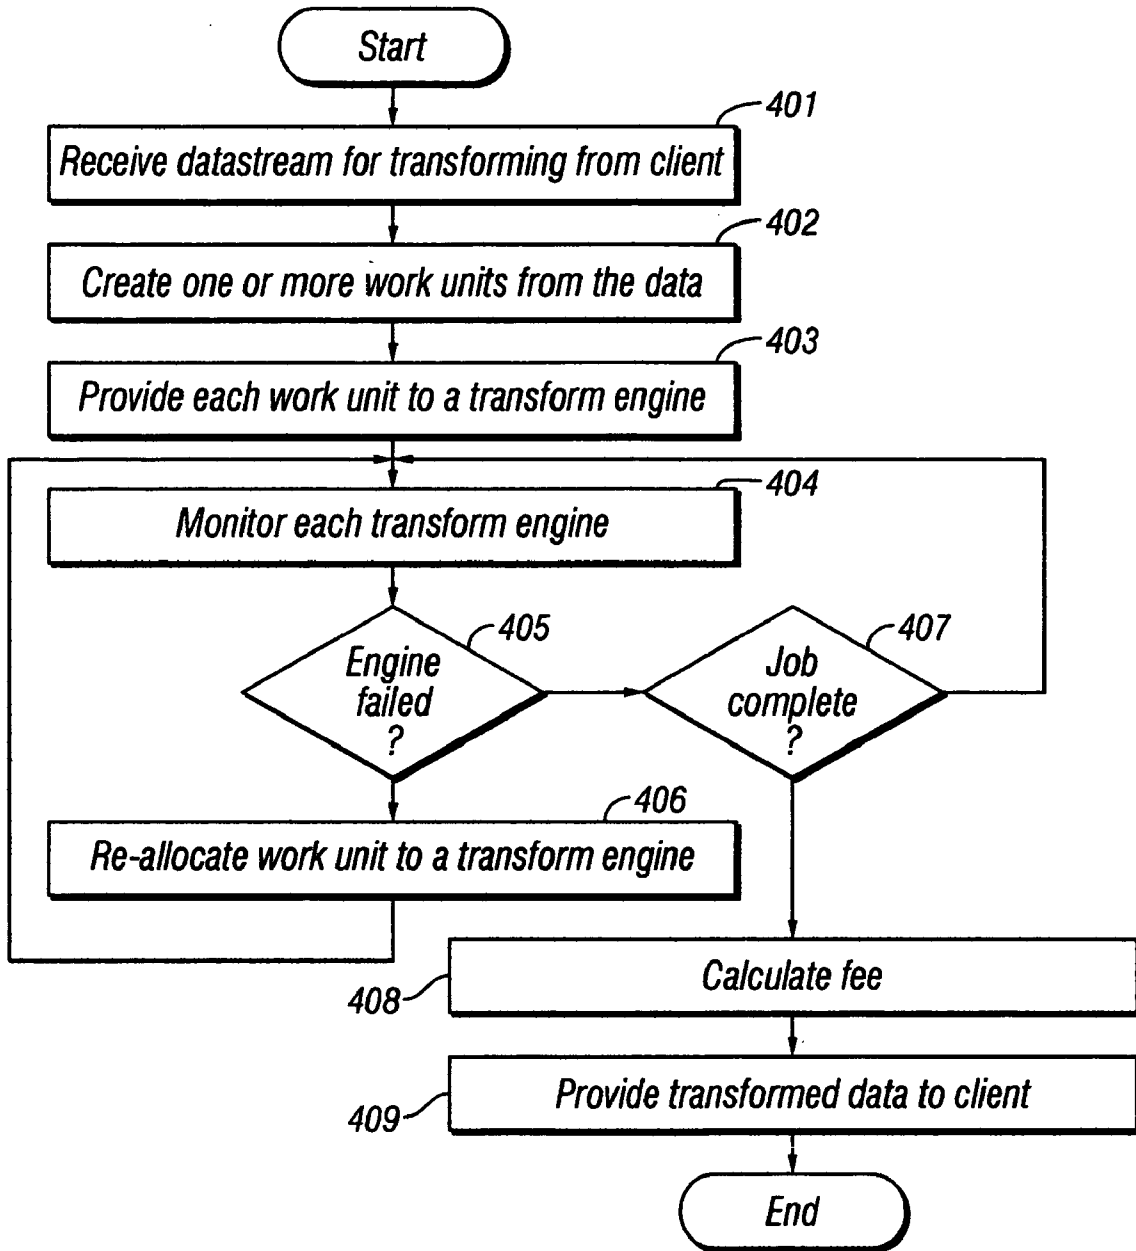 Start
401
Receive datastream for transforming from client
402
Create one or more work units from the data
403
Provide each work unit to a transform engine
404
Monitor each transform engine
405
Engine
failed
?
407
Job
complete
?
406
Re-allocate work unit to a transform engine
408
Calculate fee
409
Provide transformed data to client
End